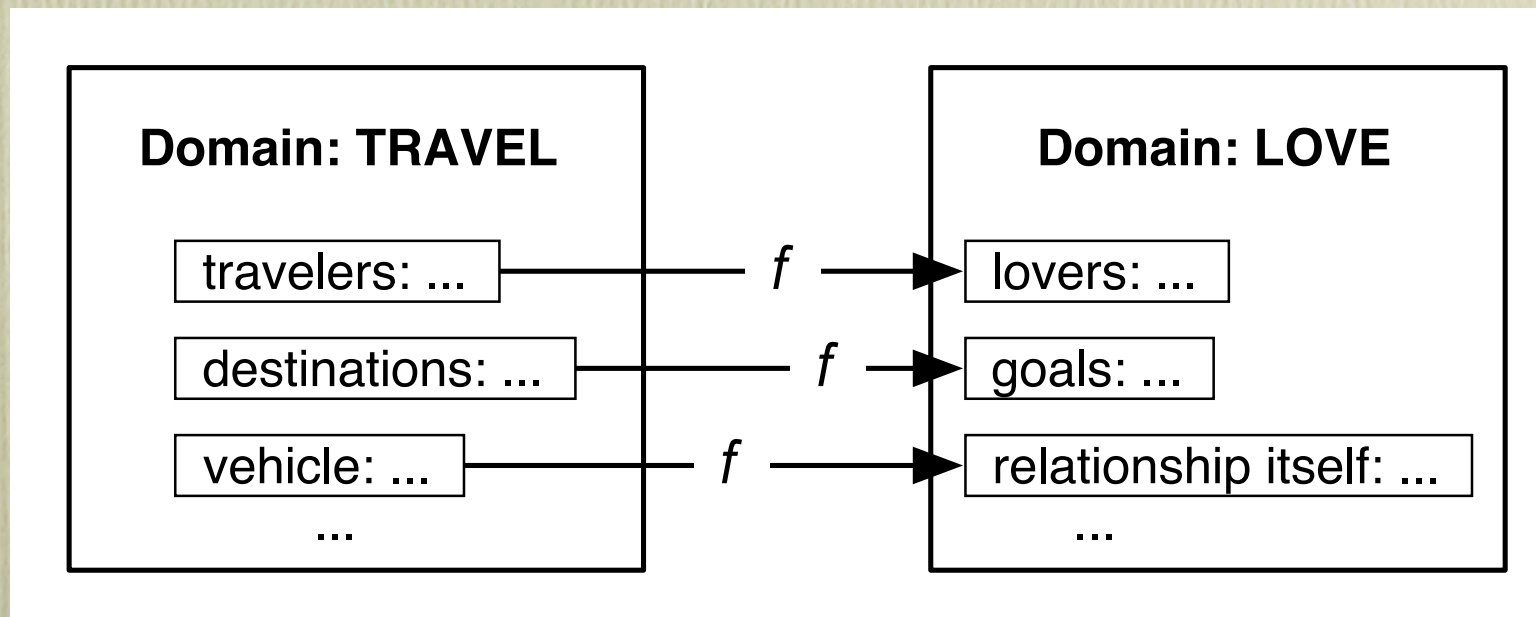 Domain: TRAVEL
travelers: ...
destinations: ...
vehicle: ...
...
f
f
f
Domain: LOVE
lovers: ...
goals: ...
relationship itself: ...
...